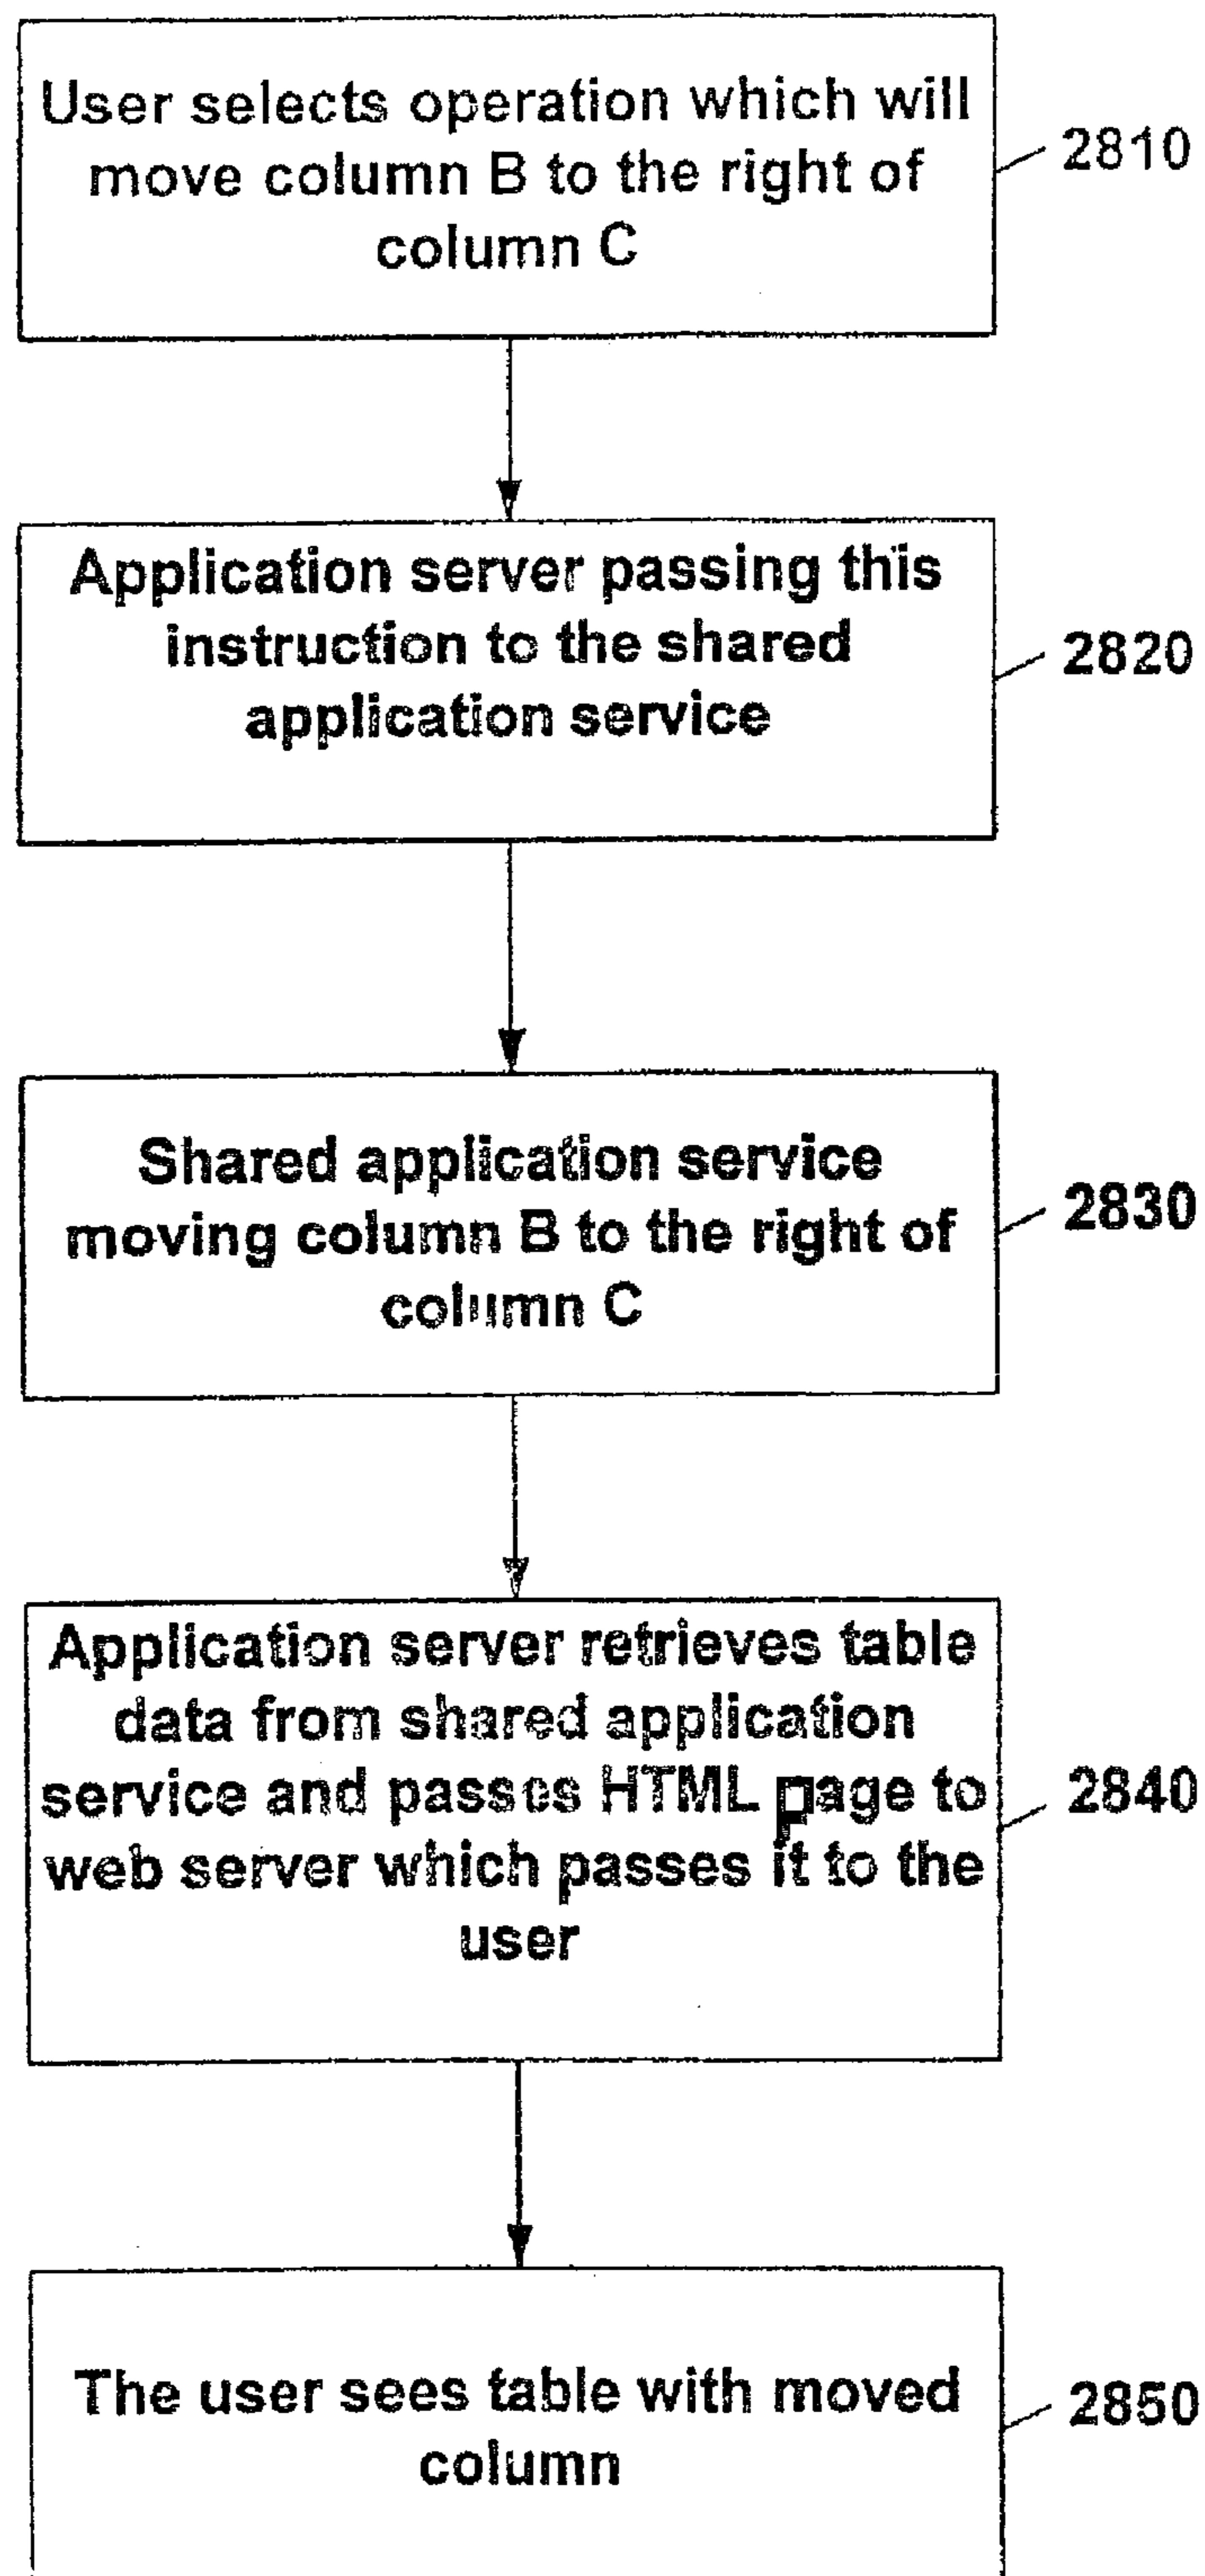 User selects operation which will
move column B to the right of
column C
2810
Application server passing this
instruction to the shared
application service
2820
Shared application service
moving column B to the right of
column C
2830
Application server retrieves table
data from shared application
service and passes HTML page to
web server which passes it to the
user
2840
The user sees table with moved
column
2850